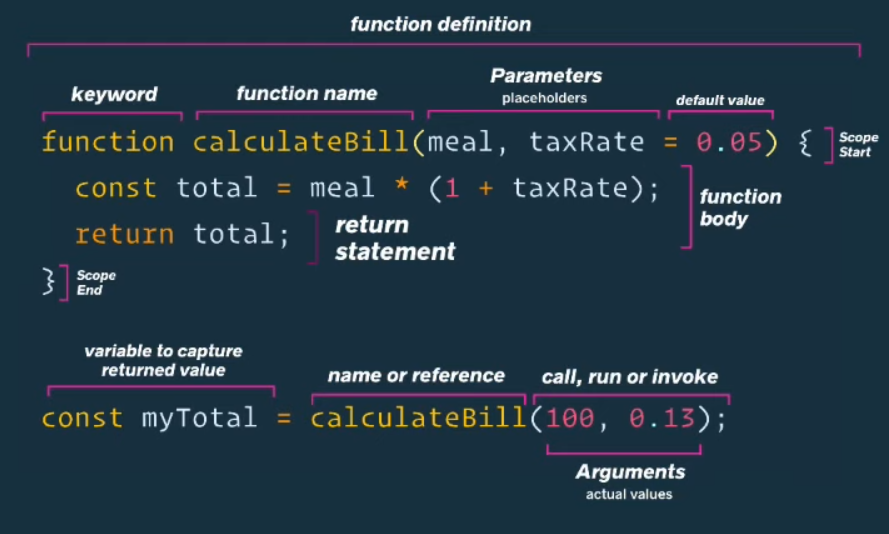 function definition
keyword
function name
Parameters
placeholders
default value
function calculateBill(meal, taxRate = 0.05) {
Scope
Start
const total = meal * (1 + taxRate);
function
body
return total;
return
statement
}
Scope
End
variable to capture
returned value
name or reference
call, run or invoke
const myTotal = calculateBill(100, 0.13);
Arguments
actual values